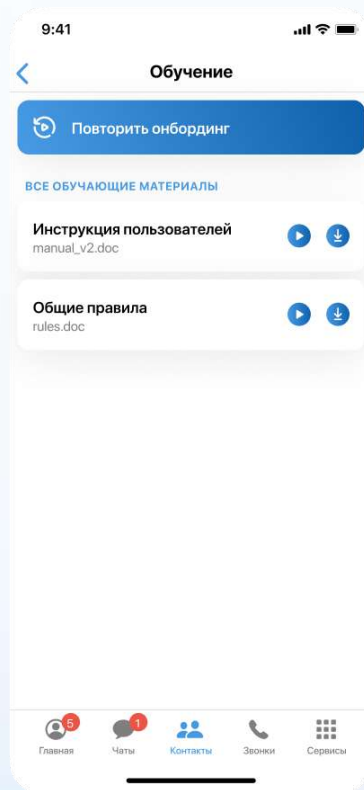 9:41
Обучение
Повторить онбординг
ВСЕ ОБУЧАЮЩИЕ МАТЕРИАЛЫ
Инструкция пользователей
manual_v2.doc
Общие правила
rules.doc
5
1
Главная Чаты Контакты Звонки Сервисы